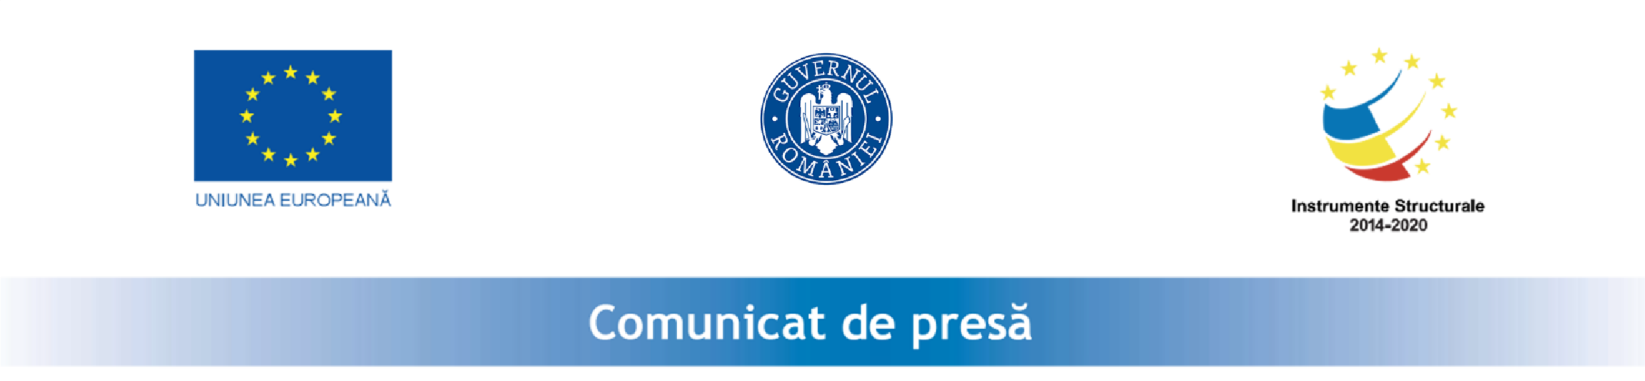 UNIUNEA EUROPEANĂ
GUVERNUL ROMÂNIEI
Instrumente Structurale
2014-2020
Comunicat de presă